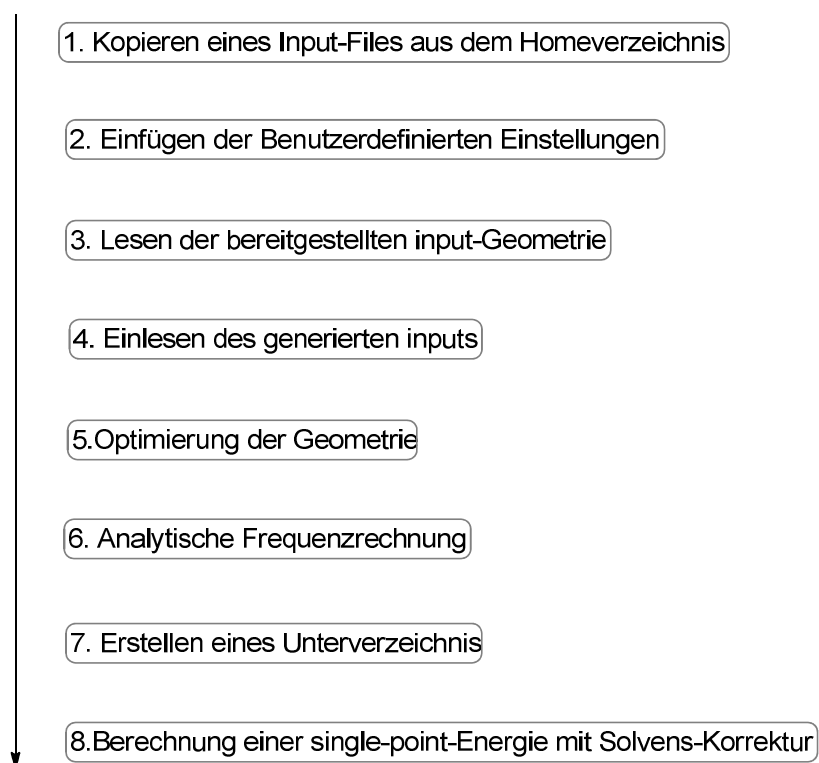 1. Kopieren eines Input-Files aus dem Homeverzeichnis
2. Einfügen der Benutzerdefinierten Einstellungen
3. Lesen der bereitgestellten input-Geometrie
4. Einlesen des generierten inputs
5.Optimierung der Geometrie
6. Analytische Frequenzrechnung
7. Erstellen eines Unterverzeichnis
8.Berechnung einer single-point-Energie mit Solvens-Korrektur